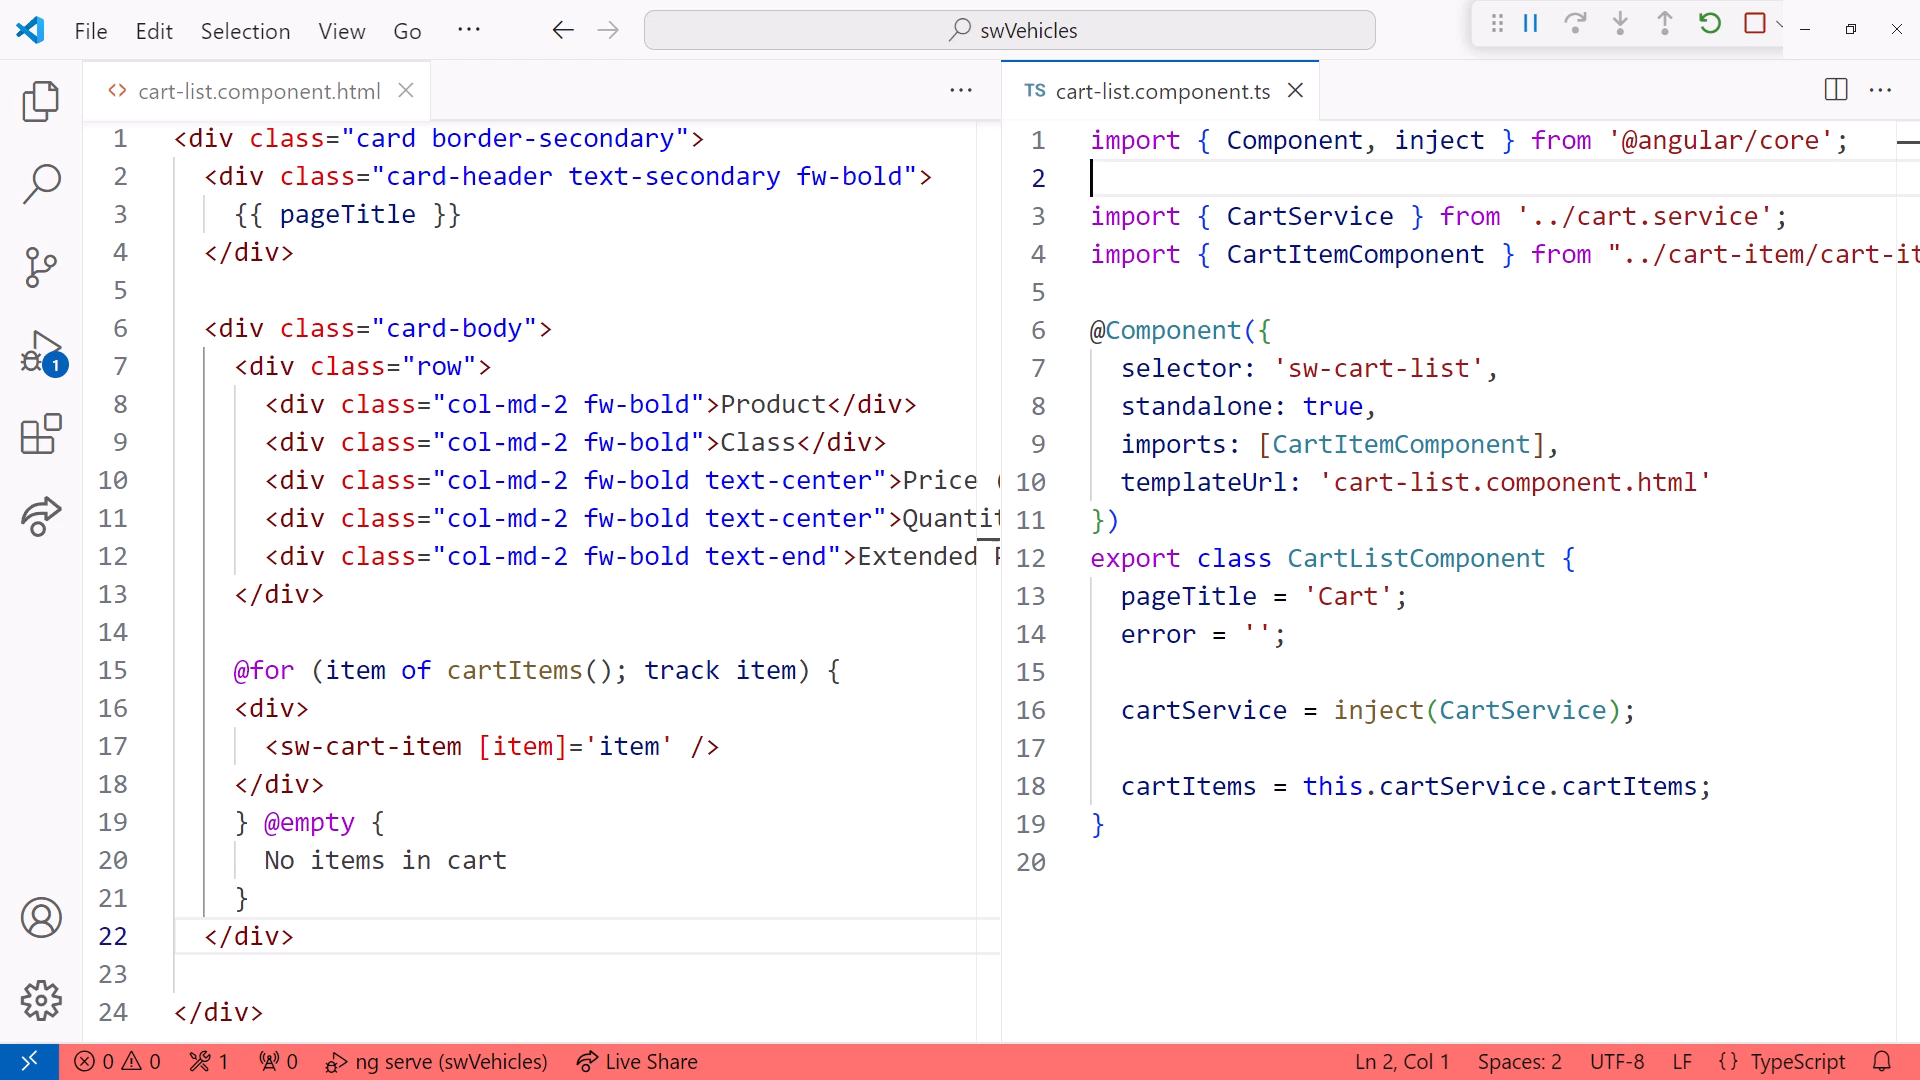 File Edit Selection View Go ··· swVehicles
<> cart-list.component.html
TS cart-list.component.ts
1 <div class="card border-secondary">
2 <div class="card-header text-secondary fw-bold">
3 {{ pageTitle }}
4 </div>
5
6 <div class="card-body">
7 <div class="row">
8 <div class="col-md-2 fw-bold">Product</div>
9 <div class="col-md-2 fw-bold">Class</div>
10 <div class="col-md-2 fw-bold text-center">Price
11 <div class="col-md-2 fw-bold text-center">Quantit
12 <div class="col-md-2 fw-bold text-end">Extended
13 </div>
14
15 @for (item of cartItems(); track item) {
16 <div>
17 <sw-cart-item [item]='item' />
18 </div>
19 } @empty {
20 No items in cart
21 }
22 </div>
23
24 </div>
1 import { Component, inject } from '@angular/core';
2
3 import { CartService } from '../cart.service';
4 import { CartItemComponent } from "../cart-item/cart-it
5
6 @Component({
7 selector: 'sw-cart-list',
8 standalone: true,
9 imports: [CartItemComponent],
10 templateUrl: 'cart-list.component.html'
11 })
12 export class CartListComponent {
13 pageTitle = 'Cart';
14 error = '';
15
16 cartService = inject(CartService);
17
18 cartItems = this.cartService.cartItems;
19 }
20
1
0 0 1 0 ng serve (swVehicles) Live Share Ln 2, Col 1 Spaces: 2 UTF-8 LF {} TypeScript